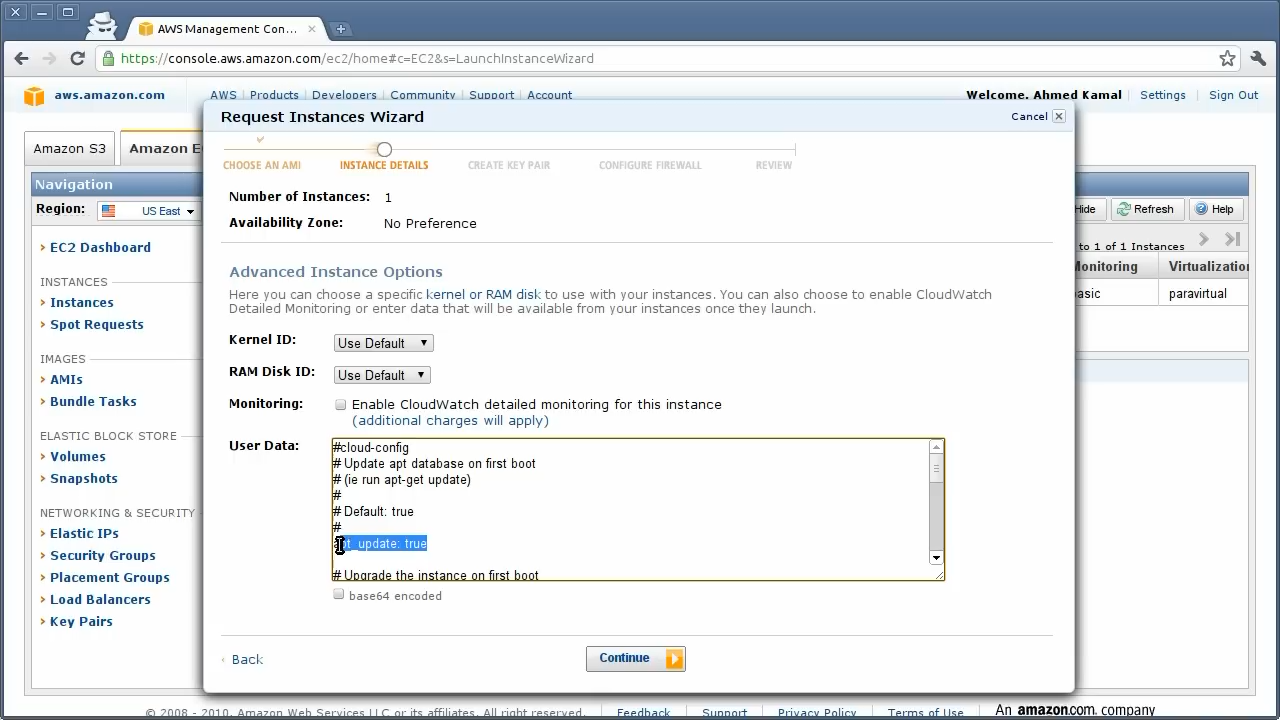 AWS Management Con...
https://console.aws.amazon.com/ec2/home#c=EC2&s=LaunchInstanceWizard
aws.amazon.com
AWS | Products | Developers | Community | Support | Account
Welcome, Ahmed Kamal | Settings | Sign Out
Amazon S3
Amazon E
Navigation
Region: US East
EC2 Dashboard
INSTANCES
Instances
Spot Requests
IMAGES
AMIs
Bundle Tasks
ELASTIC BLOCK STORE
Volumes
Snapshots
NETWORKING & SECURITY
Elastic IPs
Security Groups
Placement Groups
Load Balancers
Key Pairs
Request Instances Wizard
Cancel
CHOOSE AN AMI
INSTANCE DETAILS
CREATE KEY PAIR
CONFIGURE FIREWALL
REVIEW
Number of Instances: 1
Availability Zone: No Preference
Advanced Instance Options
Here you can choose a specific kernel or RAM disk to use with your instances. You can also choose to enable CloudWatch
Detailed Monitoring or enter data that will be available from your instances once they launch.
Kernel ID: Use Default
RAM Disk ID: Use Default
Monitoring: Enable CloudWatch detailed monitoring for this instance
(additional charges will apply)
User Data:
#cloud-config
# Update apt database on first boot
# (ie run apt-get update)
#
# Default: true
#
apt_update: true
# Upgrade the instance on first boot
base64 encoded
Back
Continue
Hide
Refresh
Help
to 1 of 1 Instances
Monitoring
Virtualization
basic
paravirtual
© 2008 - 2010, Amazon Web Services LLC or its affiliates. All right reserved.
Feedback
Support
Privacy Policy
Terms of Use
An amazon.com. company